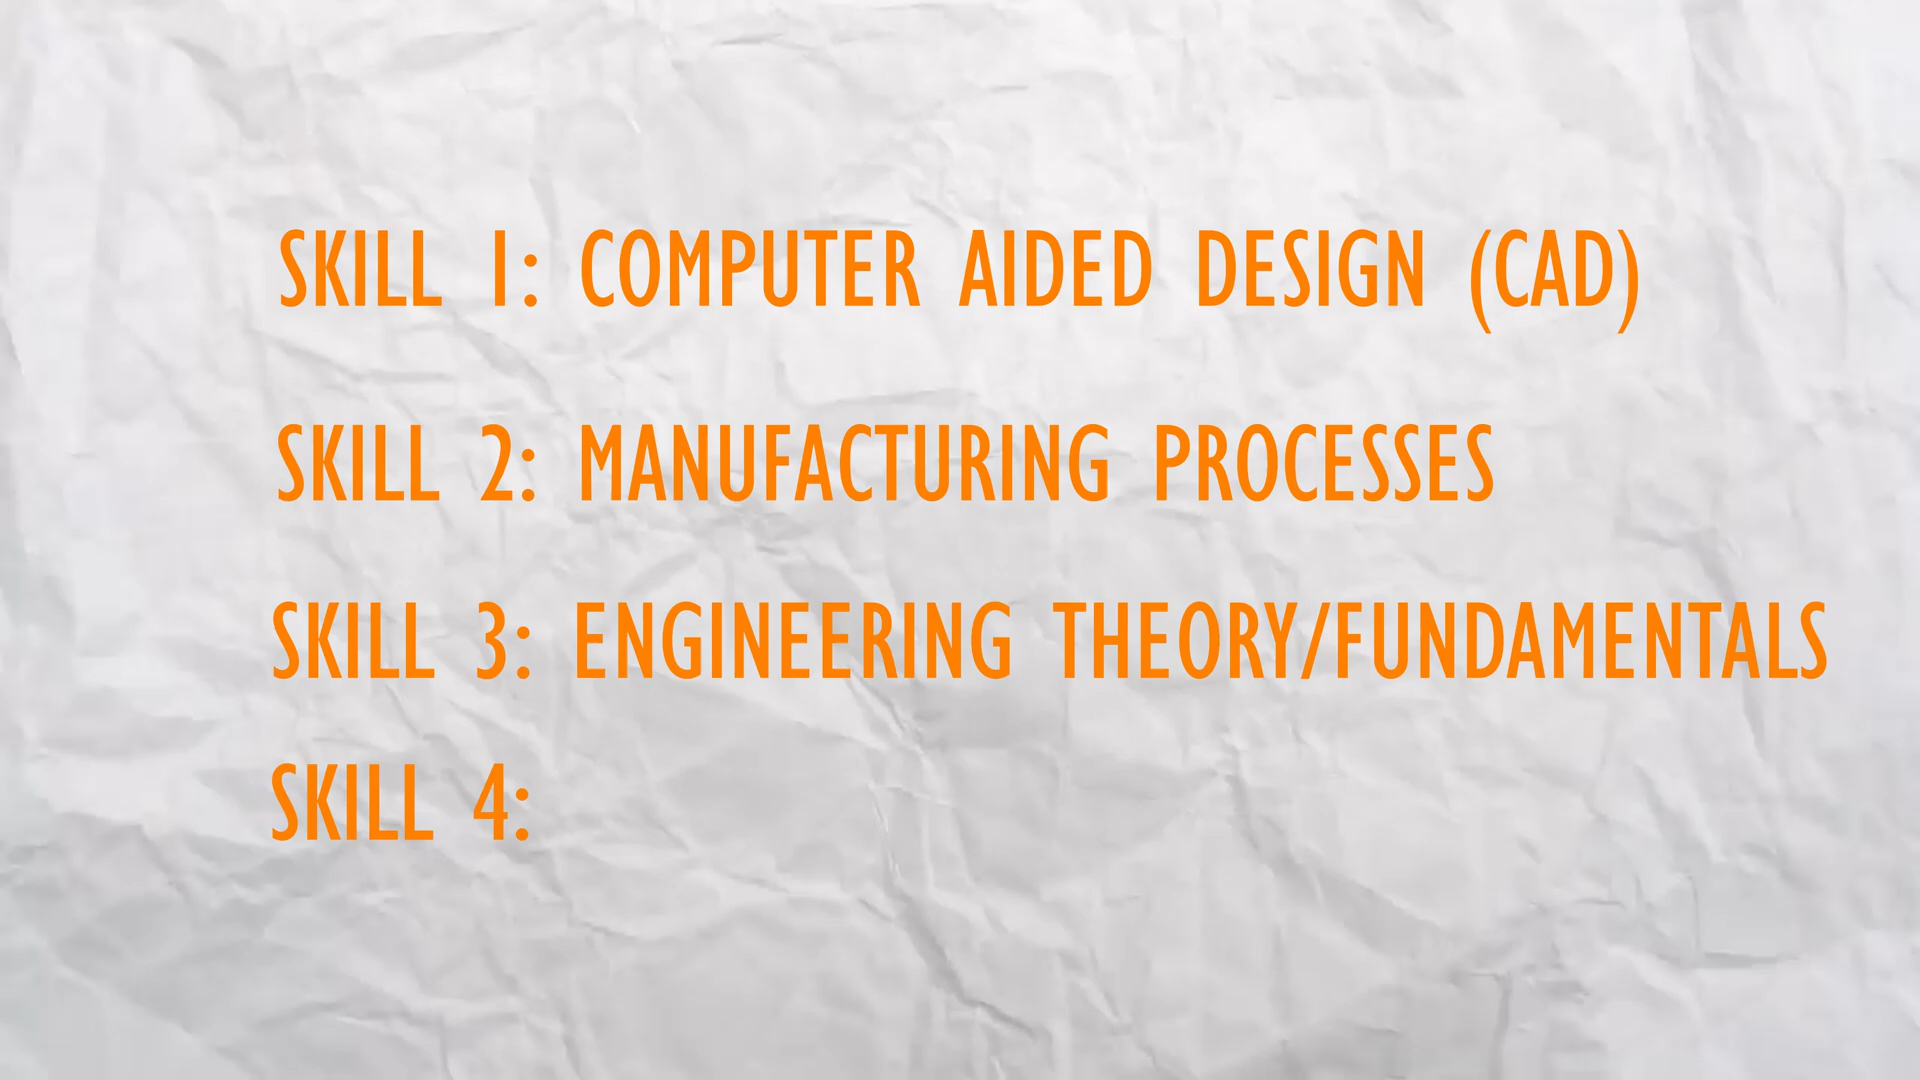 SKILL 1: COMPUTER AIDED DESIGN (CAD)
SKILL 2: MANUFACTURING PROCESSES
SKILL 3: ENGINEERING THEORY/FUNDAMENTALS
SKILL 4: